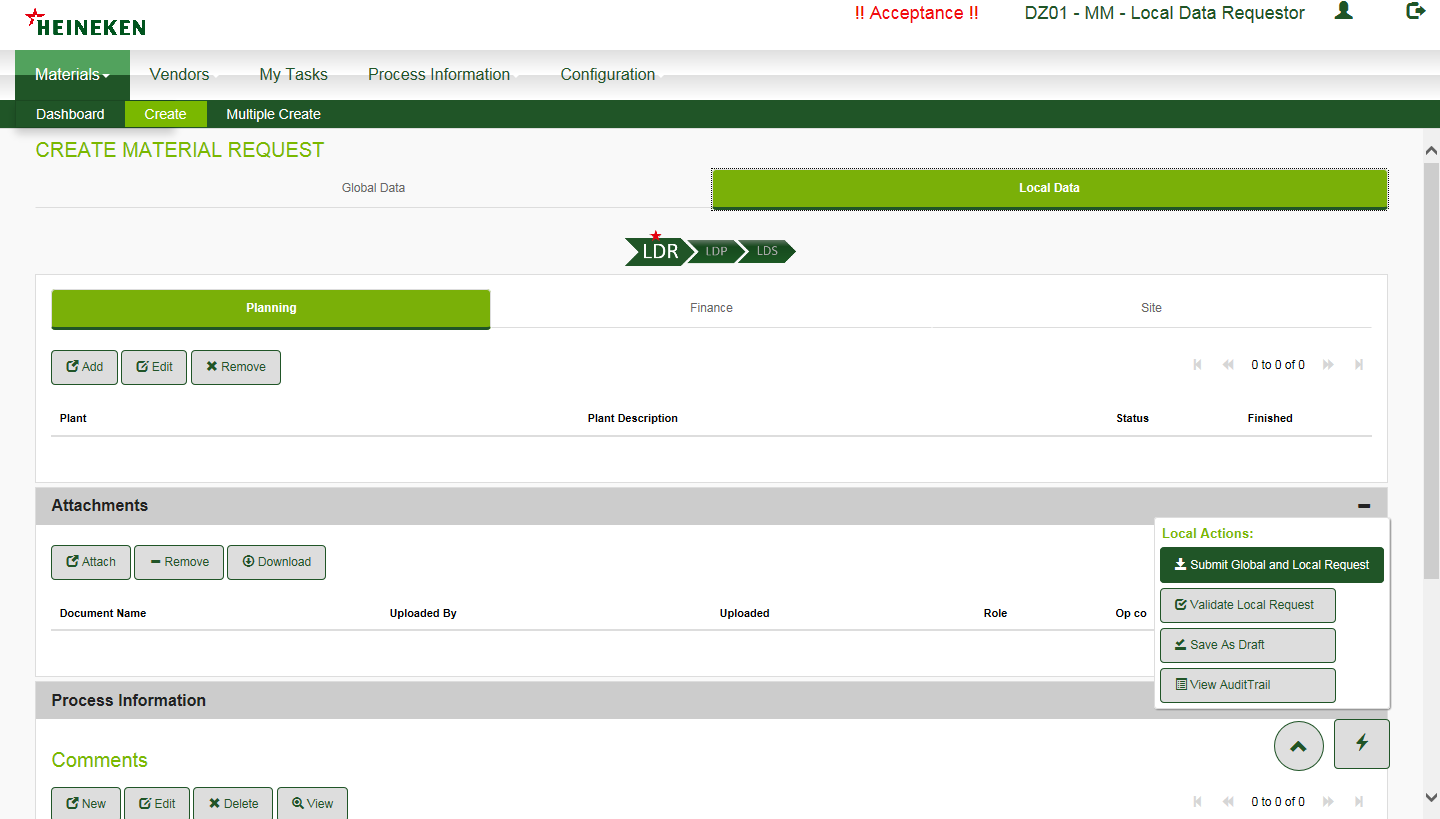 HEINEKEN
!! Acceptance !! DZ01 - MM - Local Data Requestor
Materials Vendors My Tasks Process Information Configuration
Dashboard Create Multiple Create
CREATE MATERIAL REQUEST
Global Data Local Data
LDR LDP LDS
Planning Finance Site
Add Edit Remove 0 to 0 of 0
Plant Plant Description Status Finished
Attachments
Local Actions:
Submit Global and Local Request
Validate Local Request
Save As Draft
View AuditTrail
Attach Remove Download
Document Name Uploaded By Uploaded Role Op co
Process Information
Comments
New Edit Delete View 0 to 0 of 0